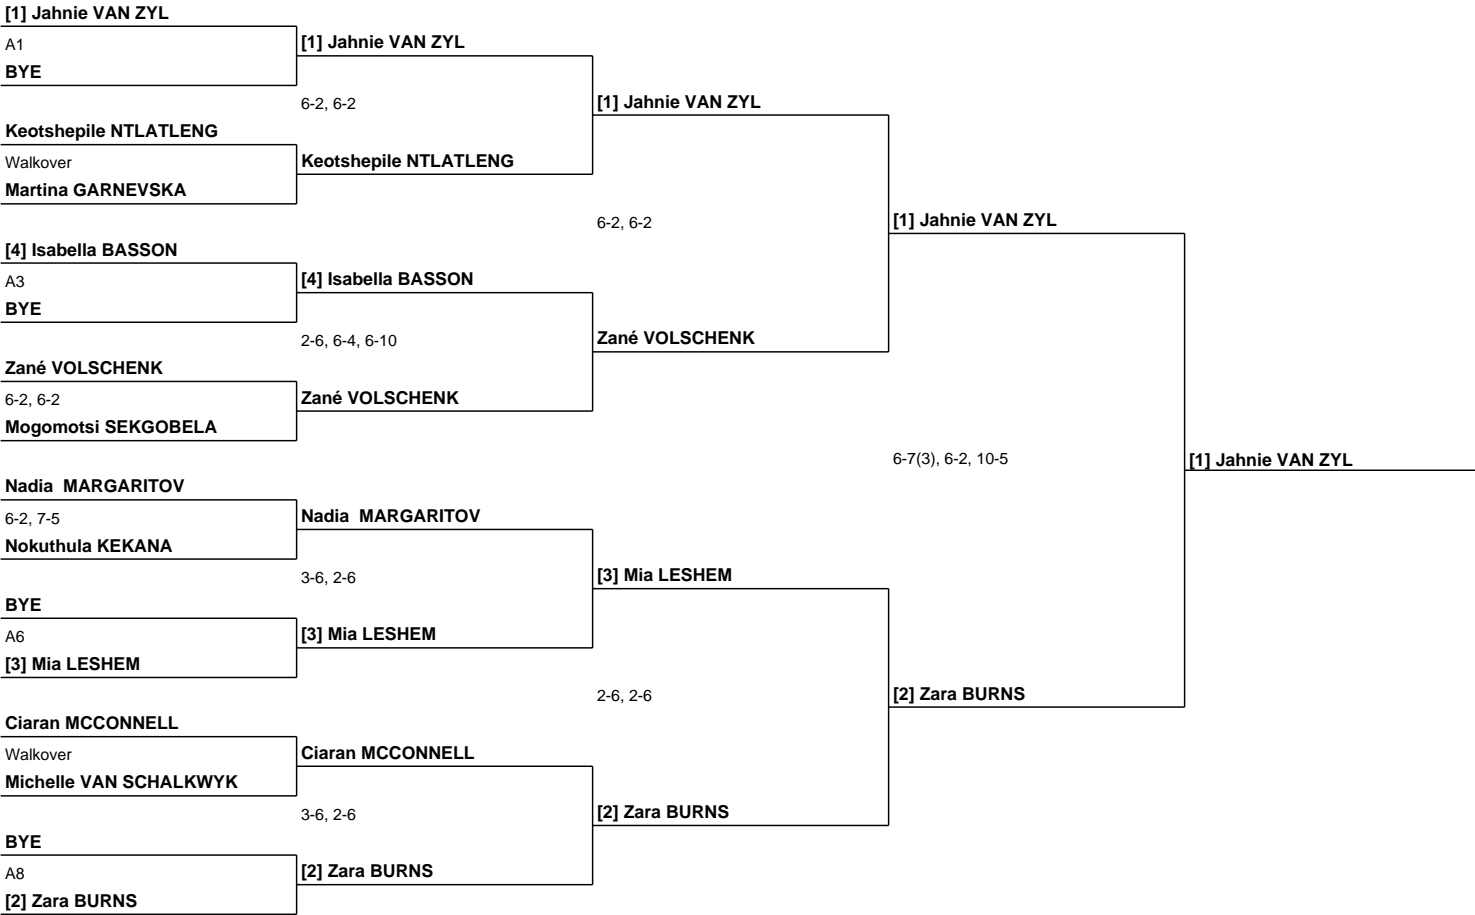 [1] Jahnie VAN ZYL
A1
BYE
Keotshepile NTLATLENG
Walkover
Martina GARNEVSKA
[4] Isabella BASSON
A3
BYE
Zané VOLSCHENK
6-2, 6-2
Mogomotsi SEKGOBELA
Nadia  MARGARITOV
6-2, 7-5
Nokuthula KEKANA
BYE
A6
[3] Mia LESHEM
Ciaran MCCONNELL
Walkover
Michelle VAN SCHALKWYK
BYE
A8
[2] Zara BURNS
[1] Jahnie VAN ZYL
6-2, 6-2
Keotshepile NTLATLENG
[4] Isabella BASSON
2-6, 6-4, 6-10
Zané VOLSCHENK
Nadia  MARGARITOV
3-6, 2-6
[3] Mia LESHEM
Ciaran MCCONNELL
3-6, 2-6
[2] Zara BURNS
[1] Jahnie VAN ZYL
6-2, 6-2
Zané VOLSCHENK
[3] Mia LESHEM
2-6, 2-6
[2] Zara BURNS
[1] Jahnie VAN ZYL
6-7(3), 6-2, 10-5
[2] Zara BURNS
[1] Jahnie VAN ZYL